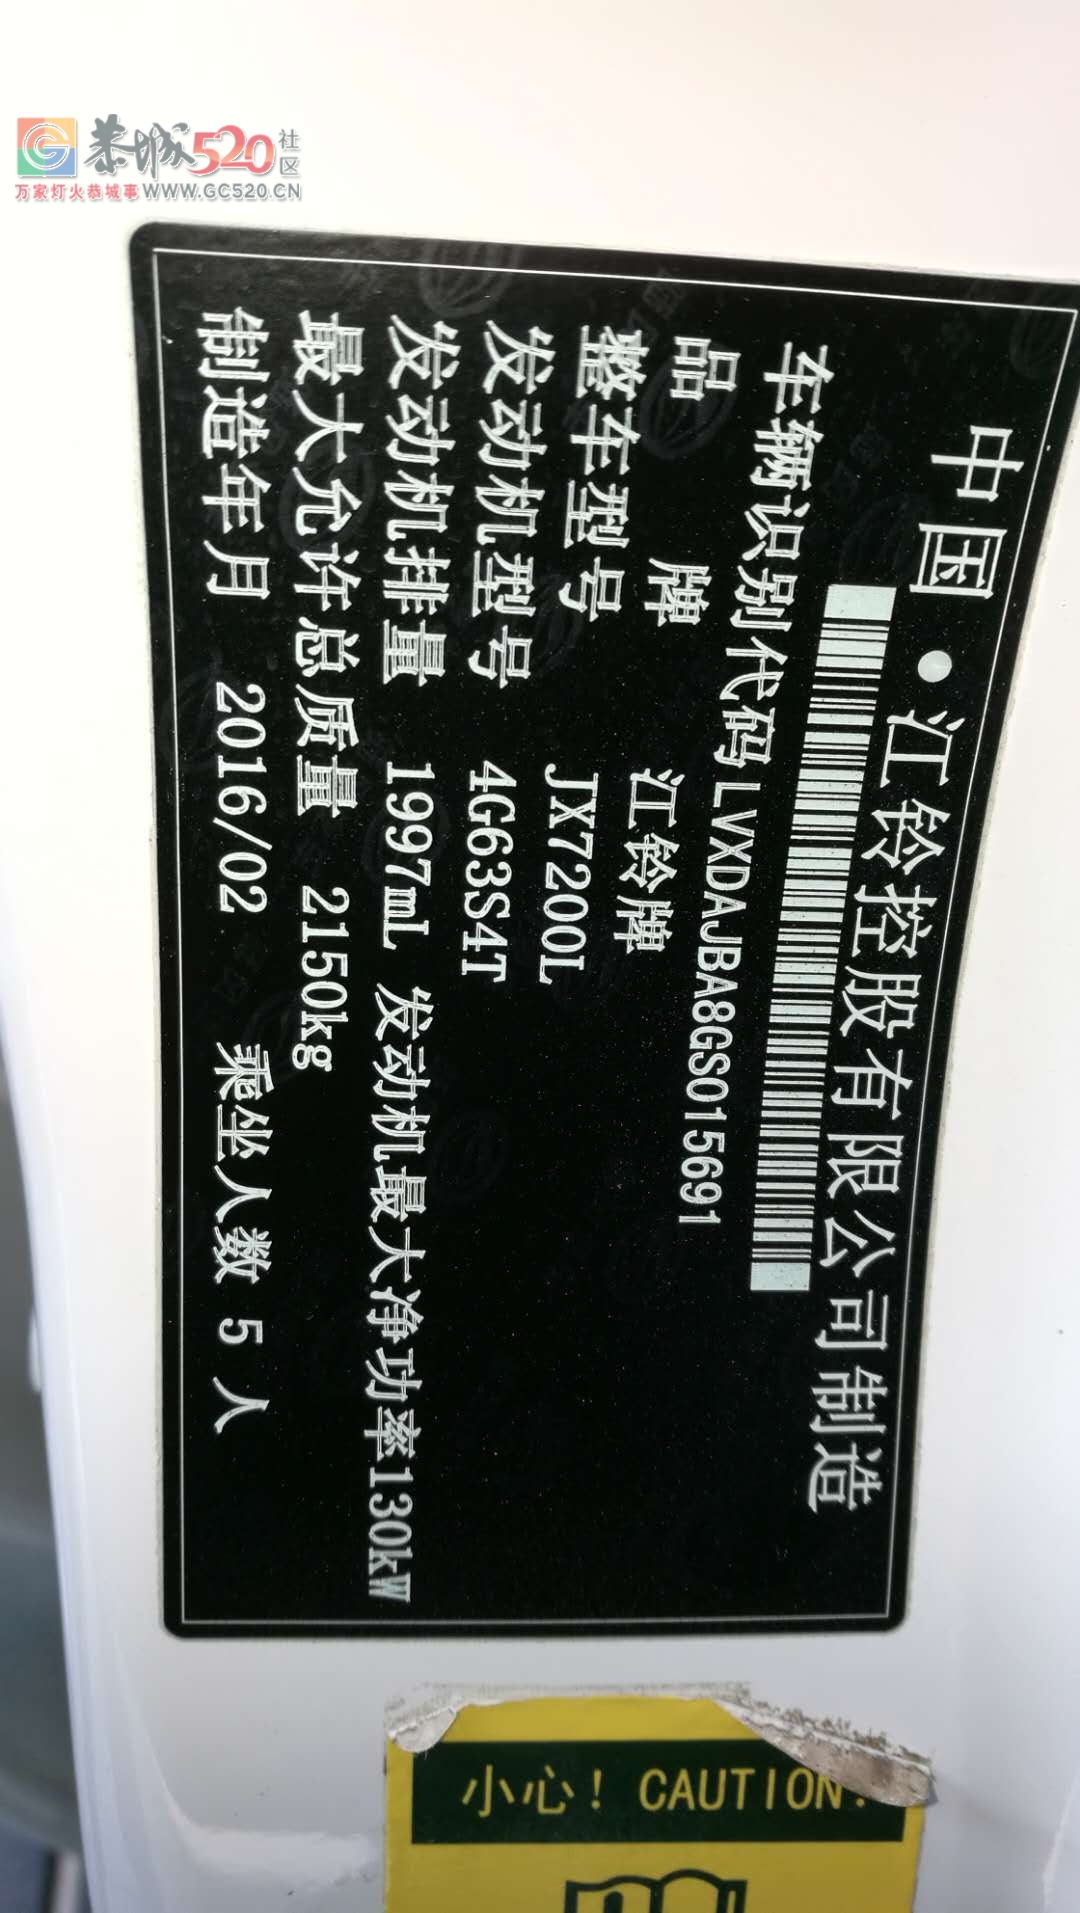 恭城520社区
万家灯火恭城事 WWW.GC520.CN
中国·江铃控股有限公司制造
车辆识别代码 LVXDAJBA8GS015691
品 牌 江铃牌
整车型号 JX7200L
发动机型号 4G63S4T
发动机排量 1997mL 发动机最大净功率130kW
最大允许总质量 2150kg
制造年月 2016/02 乘坐人数 5 人
小心! CAUTION!